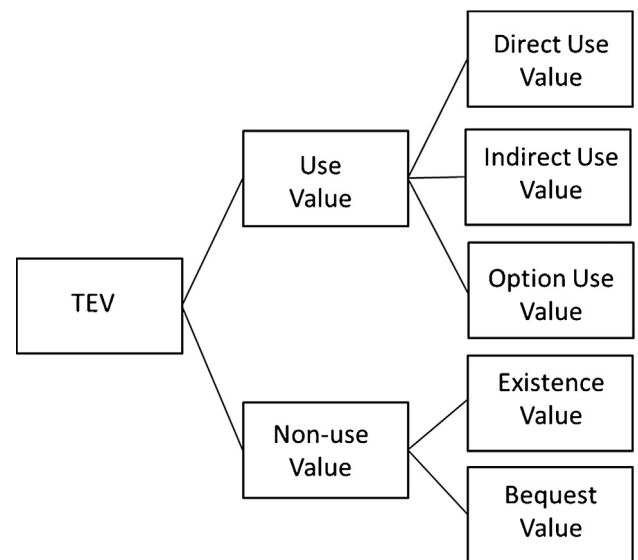 TEV
Use
Value
Non-use
Value
Direct Use
Value
Indirect Use
Value
Option Use
Value
Existence
Value
Bequest
Value